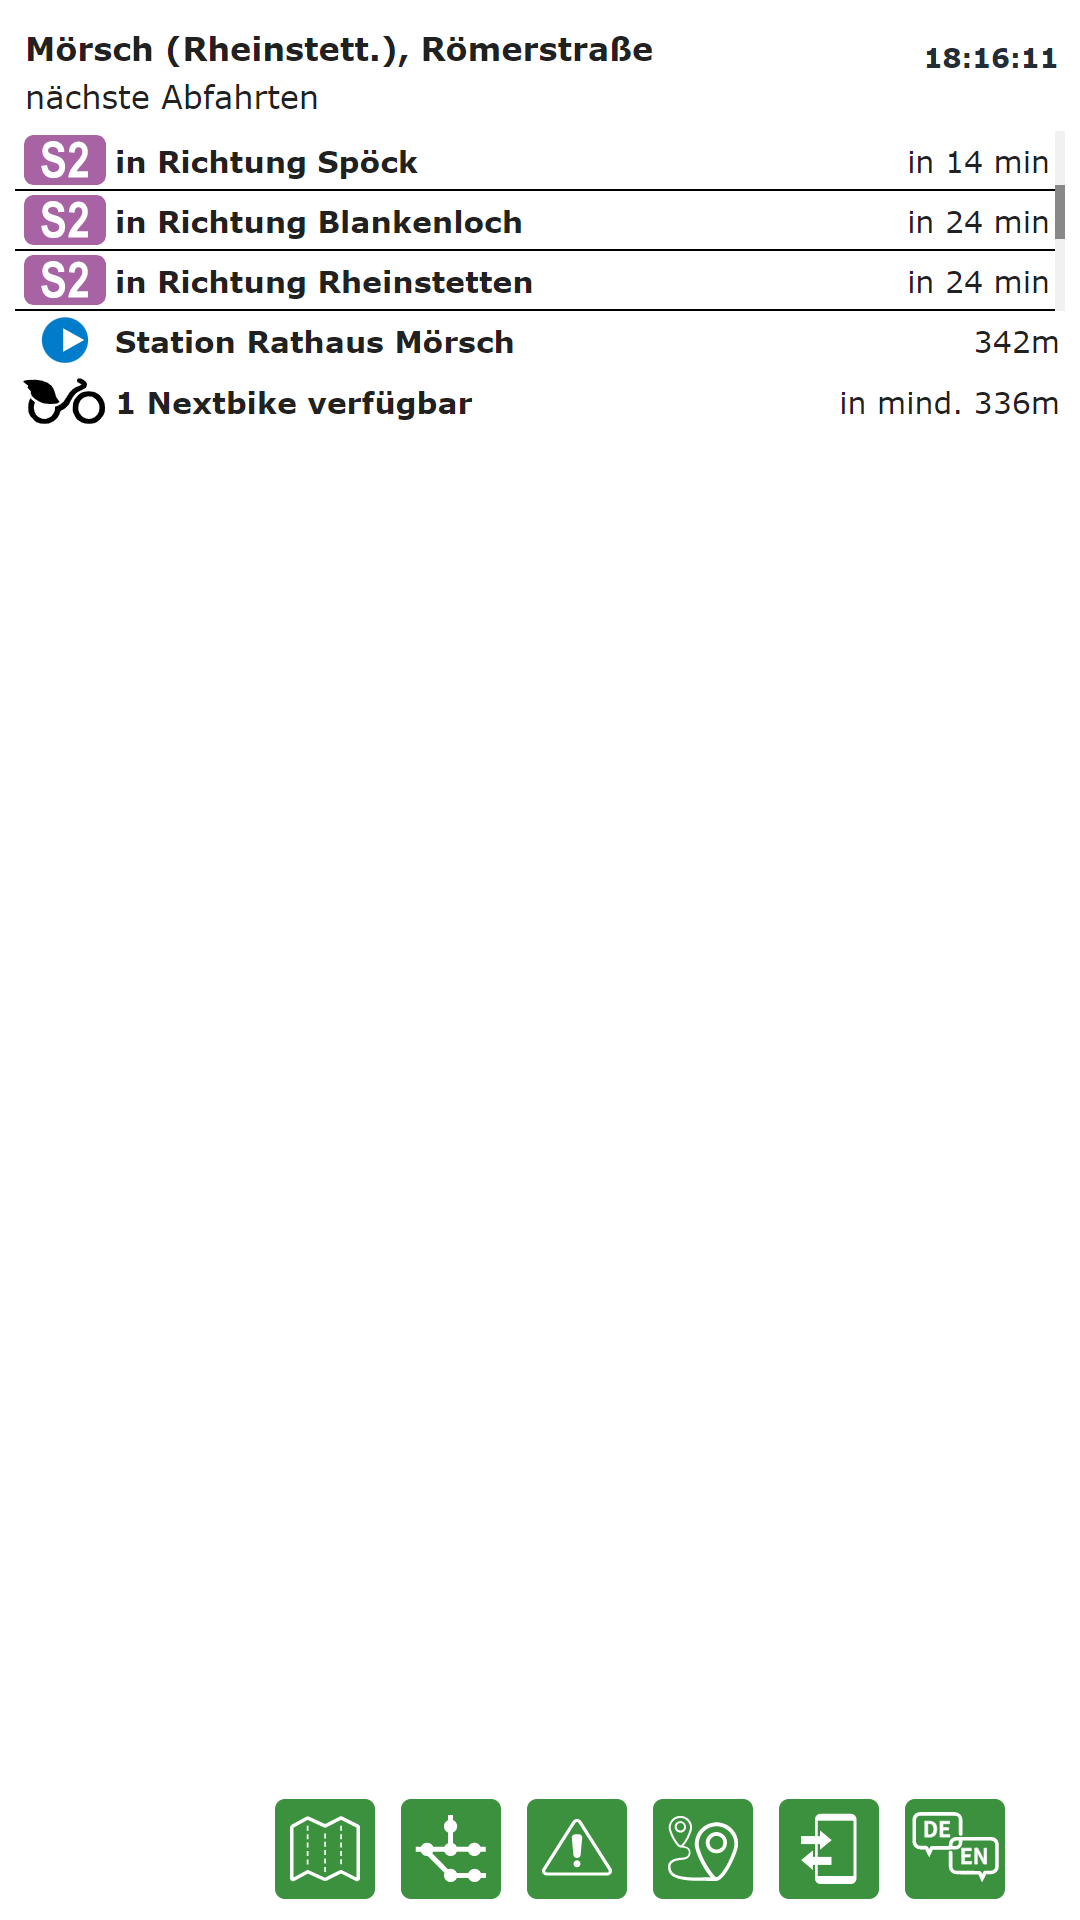 Mörsch (Rheinstett.), Römerstraße
18:16:11
nächste Abfahrten
S2 in Richtung Spöck in 14 min
S2 in Richtung Blankenloch in 24 min
S2 in Richtung Rheinstetten in 24 min
Station Rathaus Mörsch 342m
1 Nextbike verfügbar in mind. 336m
DE
EN